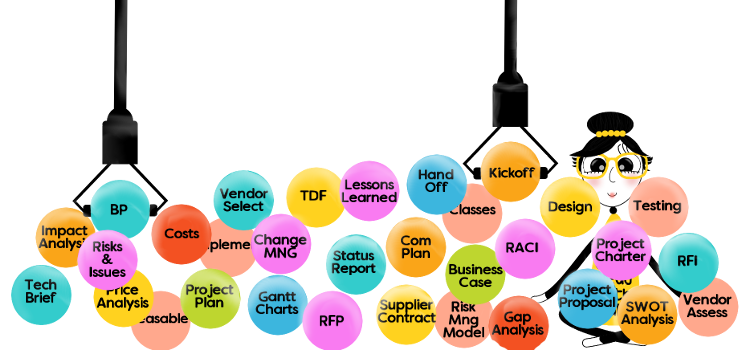 BP
Kickoff
Hand
Off
Vendor
Select
TDF
Lessons
Learned
Classes
Design
Testing
Impact
Analysis
Costs
Risks
&
Issues
Change
MNG
Com
Plan
RACI
Project
Charter
RFI
Status
Report
Business
Case
Tech
Brief
Price
Analysis
Project
Plan
Gantt
Charts
RFP
Supplier
Contract
Risk
Mng
Model
Gap
Analysis
Project
Proposal
SWOT
Analysis
Vendor
Assess